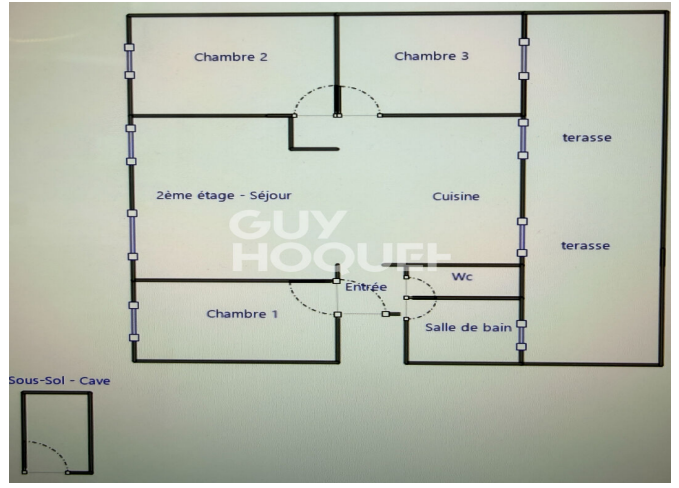 Chambre 2
Chambre 3
terasse
2ème étage - Séjour
Cuisine
GUY
HOQUET
terasse
Wc
Entrée
Chambre 1
Salle de bain
Sous-Sol - Cave